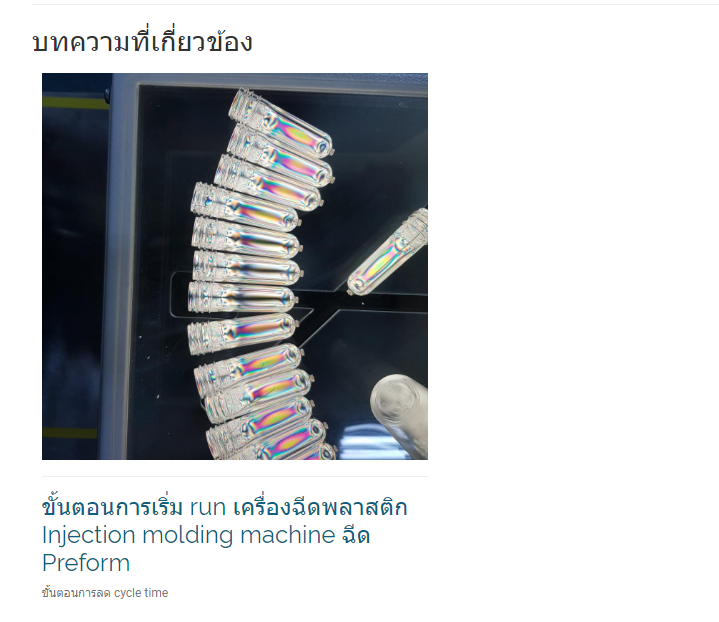 บทความที่เกี่ยวข้อง
ขั้นตอนการเริ่ม run เครื่องฉีดพลาสติก
Injection molding machine ฉีด
Preform
ขั้นตอนการลด cycle time